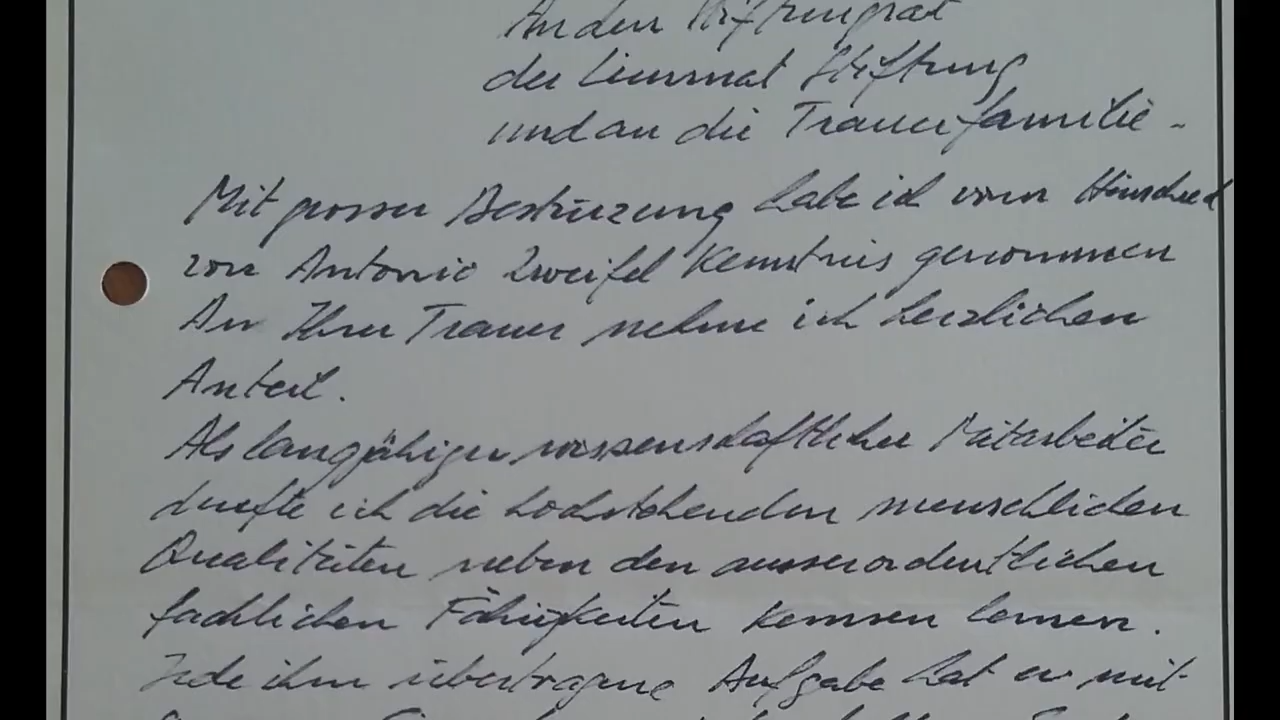 An den Stiftungsrat
der Limmat Stiftung
und an die Trauerfamilie -
Mit grosser Bestürzung habe ich vom Hinschied
von Antonio Zweifel Kenntnis genommen
An Ihrer Trauer nehme ich herzlichen
Anteil.
Als langjähriger wissenschaftlicher Mitarbeiter
durfte ich die hochstehenden menschlichen
Qualitäten neben den ausserordentlichen
fachlichen Fähigkeiten kennen lernen.
Jede ihm übertragene Aufgabe hat er mit